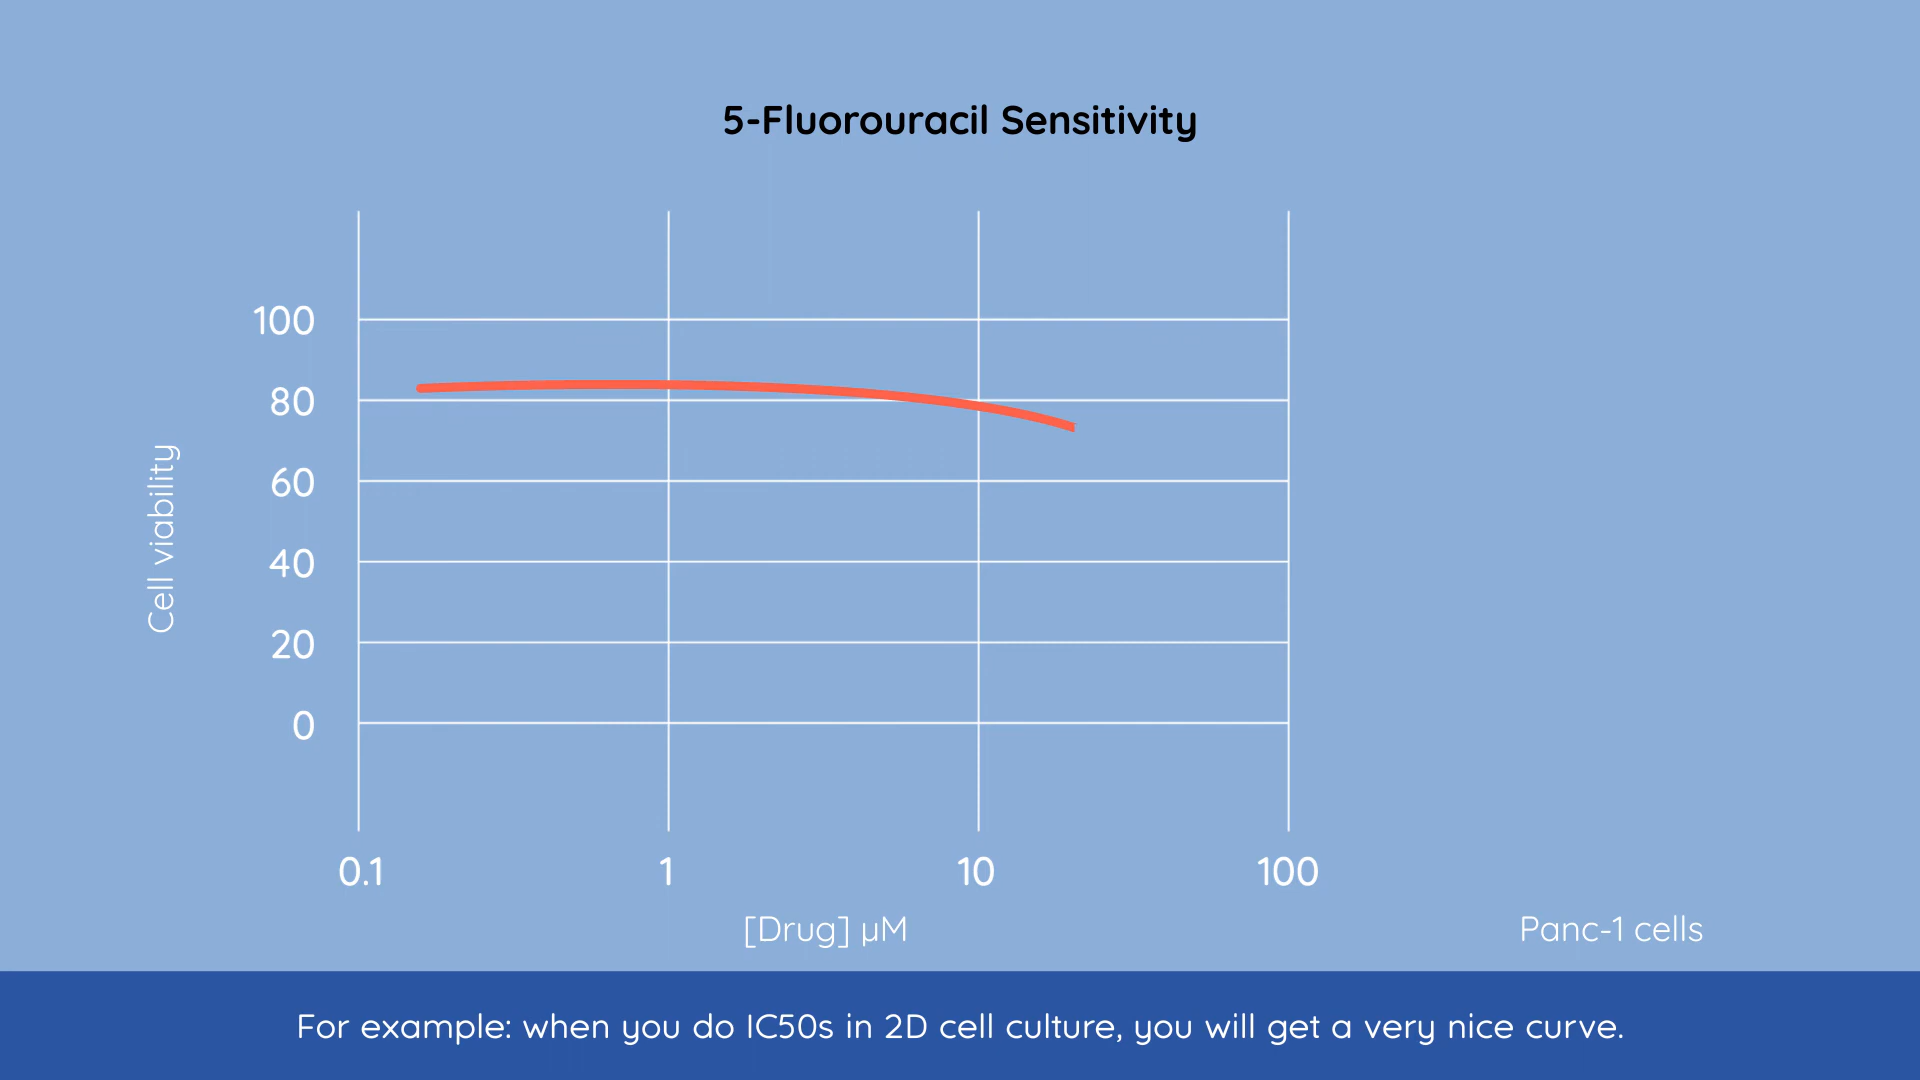 5-Fluorouracil Sensitivity
100
80
60
40
20
0
Cell viability
0.1 1 10 100
[Drug] µM
Panc-1 cells
For example: when you do IC50s in 2D cell culture, you will get a very nice curve.